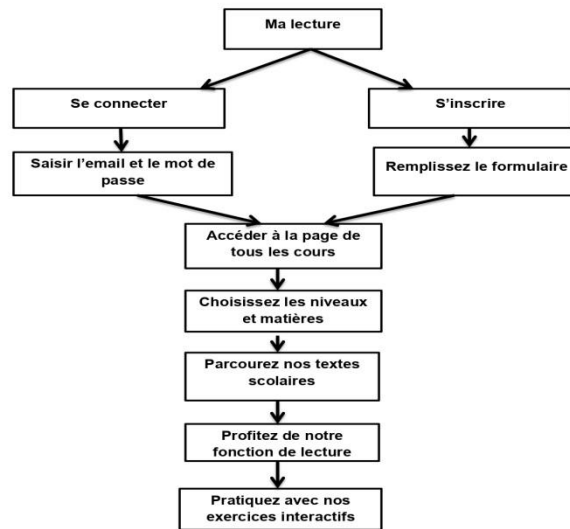 Ma lecture
Se connecter
S'inscrire
Saisir l'email et le mot de
passe
Remplissez le formulaire
Accéder à la page de
tous les cours
Choisissez les niveaux
et matières
Parcourez nos textes
scolaires
Profitez de notre
fonction de lecture
Pratiquez avec nos
exercices interactifs